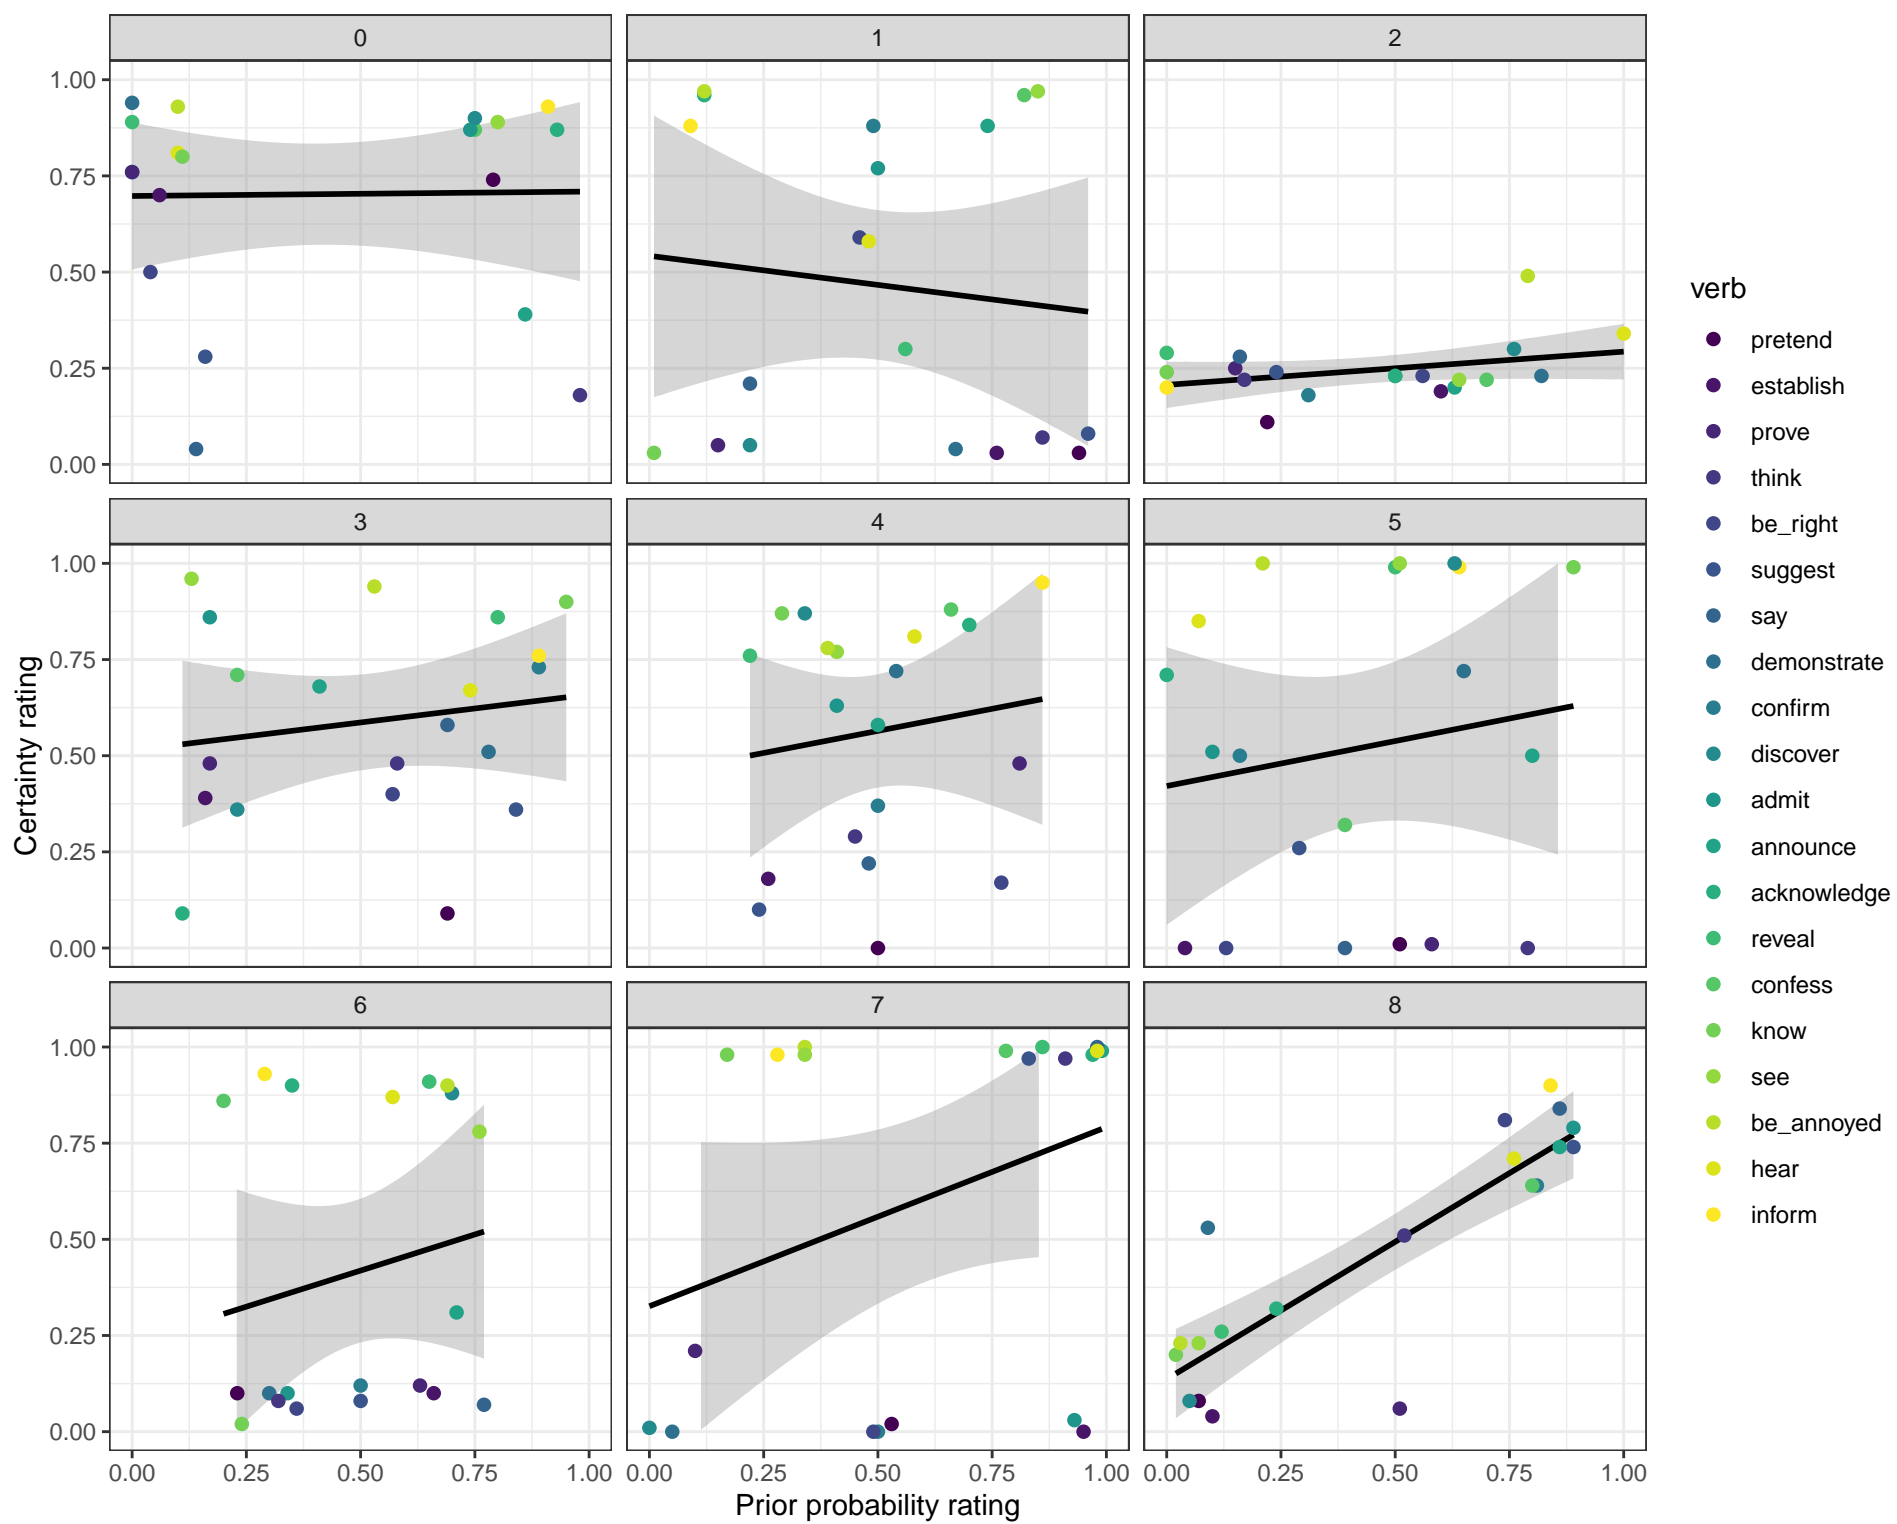 0 1 2
1.00
0.75
0.50
0.25
0.00
3 4 5
1.00
0.75
0.50
0.25
0.00
6 7 8
1.00
0.75
0.50
0.25
0.00
0.00 0.25 0.50 0.75 1.00 0.00 0.25 0.50 0.75 1.00 0.00 0.25 0.50 0.75 1.00
Prior probability rating
Certainty rating
verb
pretend
establish
prove
think
be_right
suggest
say
demonstrate
confirm
discover
admit
announce
acknowledge
reveal
confess
know
see
be_annoyed
hear
inform